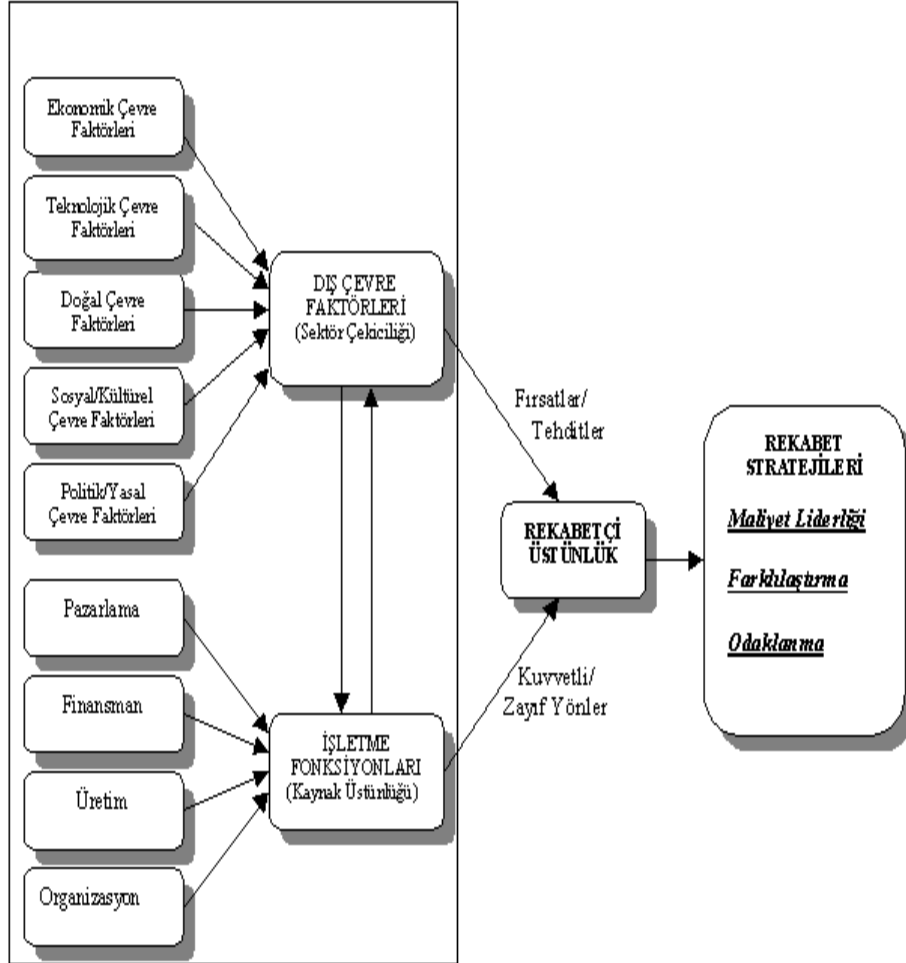 Ekonomik Çevre
Faktörleri
Teknolojik Çevre
Faktörleri
Doğal Çevre
Faktörleri
Sosyal/Kültürel
Çevre Faktörleri
Politik/Yasal
Çevre Faktörleri
Pazarlama
Finansman
Üretim
Organizasyon
DIŞ ÇEVRE
FAKTÖRLERİ
(Sektör Çekiciliği)
İŞLETME
FONKSİYONLARI
(Kaynak Üstünlüğü)
Fırsatlar/
Tehditler
Kuvvetli/
Zayıf Yönler
REKABETÇİ
ÜSTÜNLÜK
REKABET
STRATEJİLERİ
Maliyet Liderliği
Farklılaştırma
Odaklanma